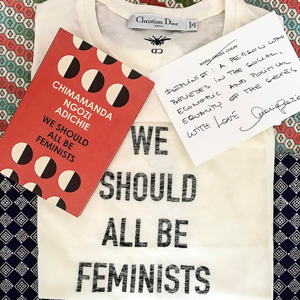 Christian Dior
CD
CHIMAMANDA
NGOZI
ADICHIE
WE SHOULD
ALL BE
FEMINISTS
FEMINIST: A PERSON WHO
BELIEVES IN THE SOCIAL,
ECONOMIC AND POLITICAL
EQUALITY OF THE SEXES
WITH LOVE
WE
SHOULD
ALL BE
FEMINISTS